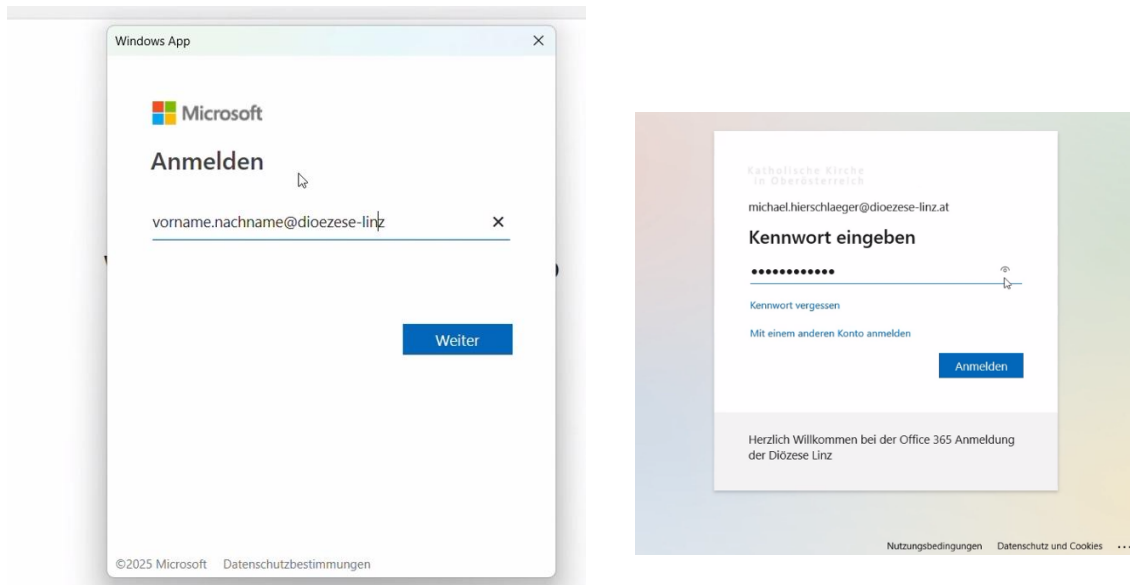 Windows App
Microsoft
Anmelden
vorname.nachname@dioezese-linz
Weiter
©2025 Microsoft Datenschutzbestimmungen
Katholische Kirche
in Oberösterreich
michael.hierschlaeger@dioezese-linz.at
Kennwort eingeben
Kennwort vergessen
Mit einem anderen Konto anmelden
Anmelden
Herzlich Willkommen bei der Office 365 Anmeldung
der Diözese Linz
Nutzungsbedingungen Datenschutz und Cookies ...